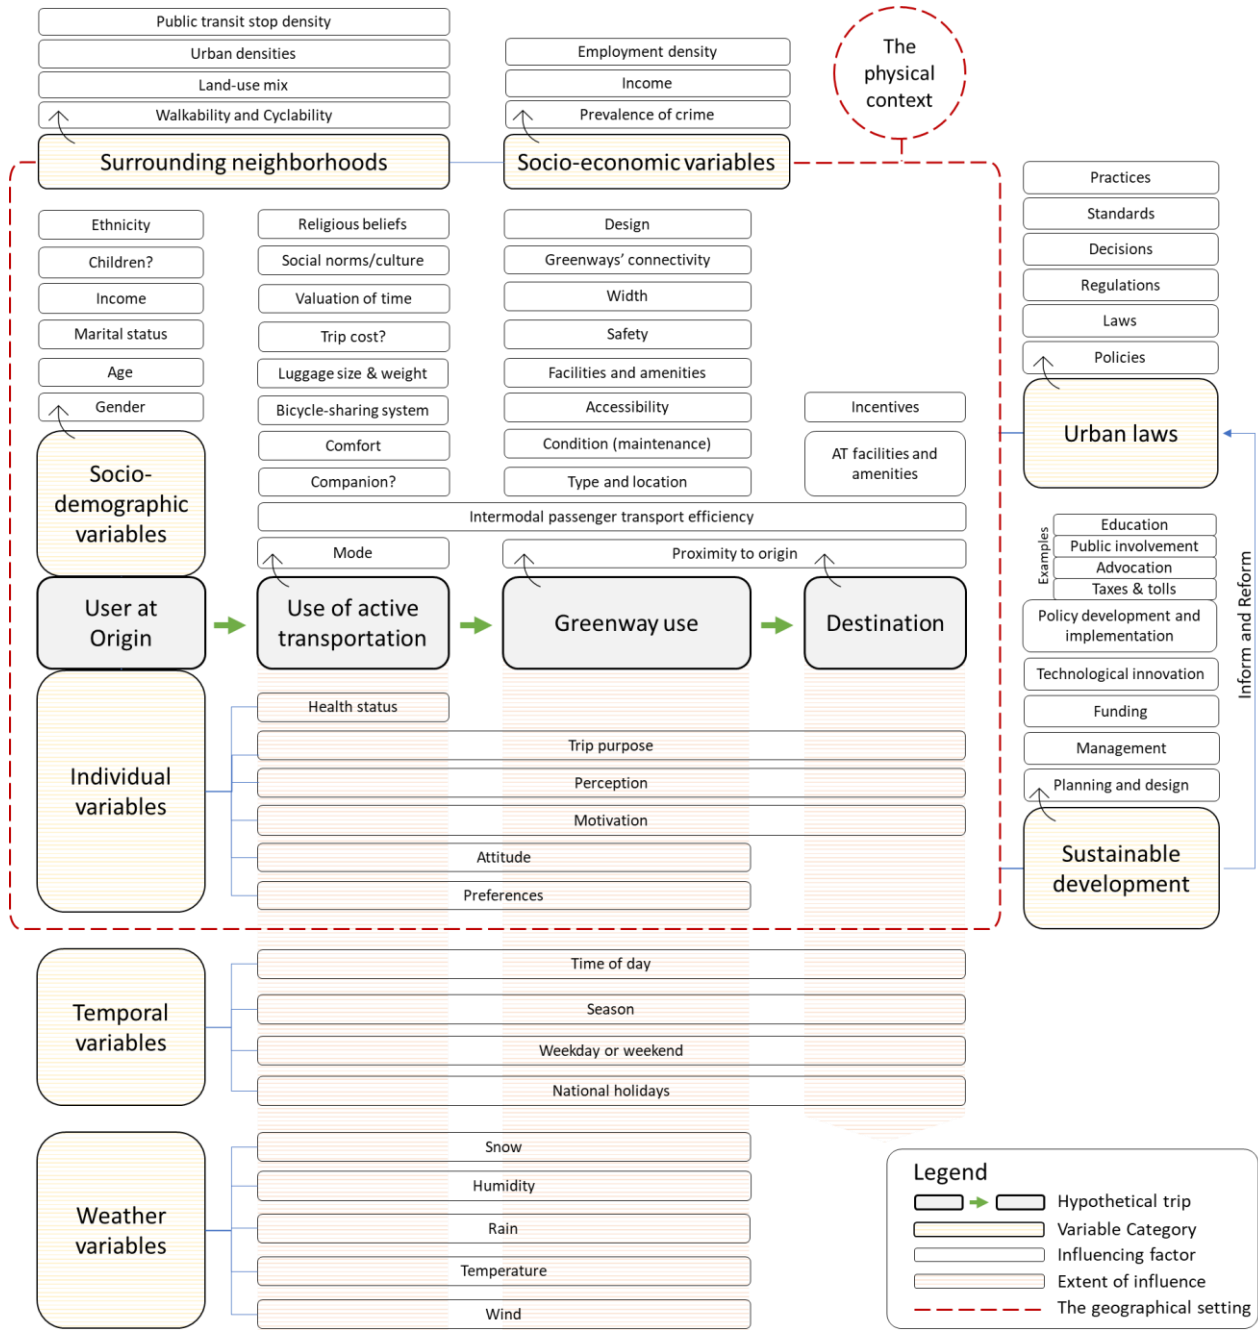 Public transit stop density
Urban densities
Land-use mix
Walkability and Cyclability
Surrounding neighborhoods
Employment density
Income
Prevalence of crime
Socio-economic variables
The
physical
context
Ethnicity
Children?
Income
Marital status
Age
Gender
Socio-
demographic
variables
User at
Origin
Religious beliefs
Social norms/culture
Valuation of time
Trip cost?
Luggage size & weight
Bicycle-sharing system
Comfort
Companion?
Intermodal passenger transport efficiency
Mode
Use of active
transportation
Design
Greenways' connectivity
Width
Safety
Facilities and amenities
Accessibility
Condition (maintenance)
Type and location
Proximity to origin
Greenway use
Incentives
AT facilities and
amenities
Destination
Practices
Standards
Decisions
Regulations
Laws
Policies
Urban laws
Examples
Education
Public involvement
Advocation
Taxes & tolls
Policy development and
implementation
Technological innovation
Funding
Management
Planning and design
Sustainable
development
Inform and Reform
Individual
variables
Health status
Trip purpose
Perception
Motivation
Attitude
Preferences
Temporal
variables
Time of day
Season
Weekday or weekend
National holidays
Weather
variables
Snow
Humidity
Rain
Temperature
Wind
Legend
Hypothetical trip
Variable Category
Influencing factor
Extent of influence
The geographical setting